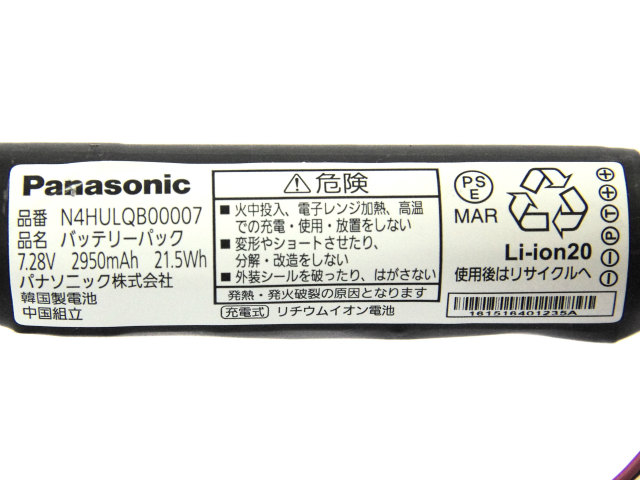 Panasonic
品番 N4HULQB00007
品名 バッテリーパック
7.28V 2950mAh 21.5Wh
パナソニック株式会社
韓国製電池
中国組立
危険
■火中投入、電子レンジ加熱、高温
での充電・使用・放置をしない
■変形やショートさせたり、
分解・改造をしない
■外装シールを破ったり、はがさない
発熱・発火破裂の原因となります
充電式 リチウムイオン電池
PS
E
MAR
Li-ion20
使用後はリサイクルへ
161516401235A
+ + P T - -